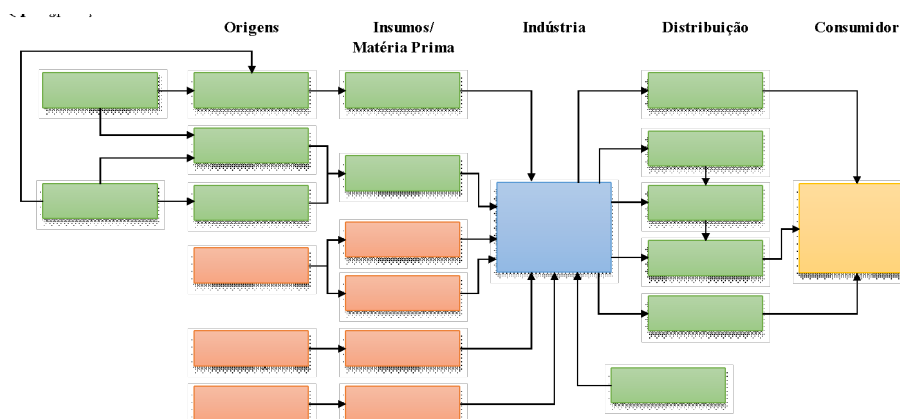 Origens
Insumos/
Matéria Prima
Indústria
Distribuição
Consumidor